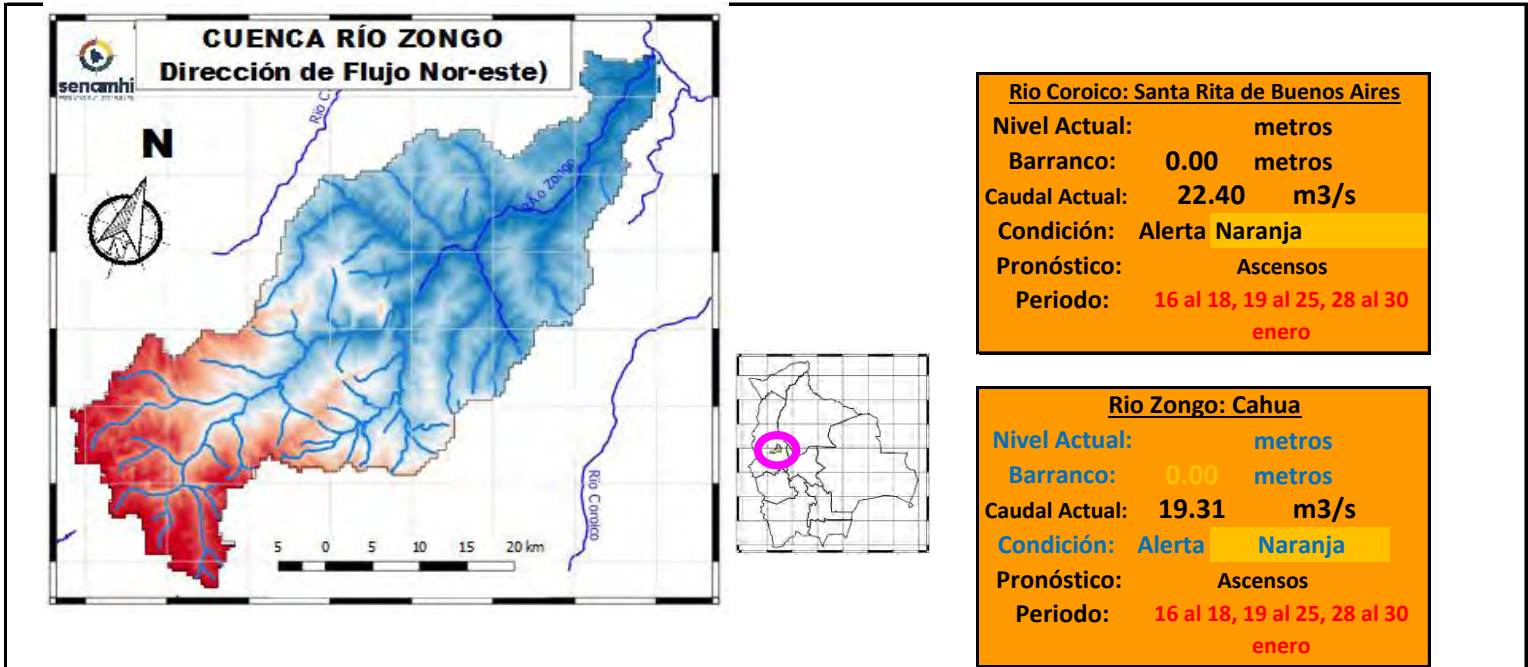 CUENCA RÍO ZONGO
Dirección de Flujo Nor-este)
senamhi
N
Rio C
RÃ­o Zongo
Río Coroico
5 0 5 10 15 20 km
Rio Coroico: Santa Rita de Buenos Aires
Nivel Actual: metros
Barranco: 0.00 metros
Caudal Actual: 22.40 m3/s
Condición: Alerta Naranja
Pronóstico: Ascensos
Periodo: 16 al 18, 19 al 25, 28 al 30
enero
Rio Zongo: Cahua
Nivel Actual: metros
Barranco: 0.00 metros
Caudal Actual: 19.31 m3/s
Condición: Alerta Naranja
Pronóstico: Ascensos
Periodo: 16 al 18, 19 al 25, 28 al 30
enero